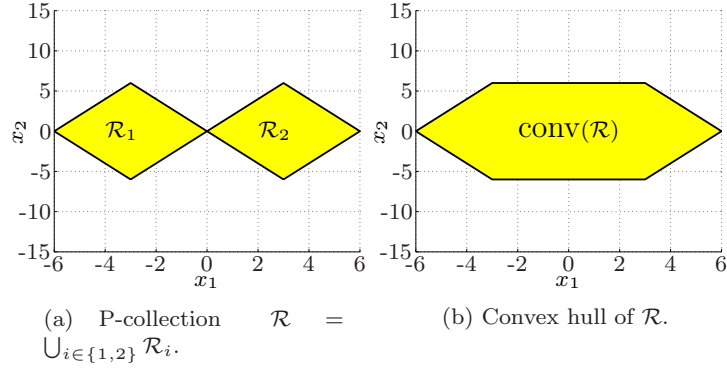 15
10
5
0
-5
-10
-15
-6 -4 -2 0 2 4 6
x₁
x₂
ℛ₁
ℛ₂
15
10
5
0
-5
-10
-15
-6 -4 -2 0 2 4 6
x₁
x₂
conv(ℛ)
(a) P-collection ℛ =
⋃i∈{1,2} ℛi.
(b) Convex hull of ℛ.